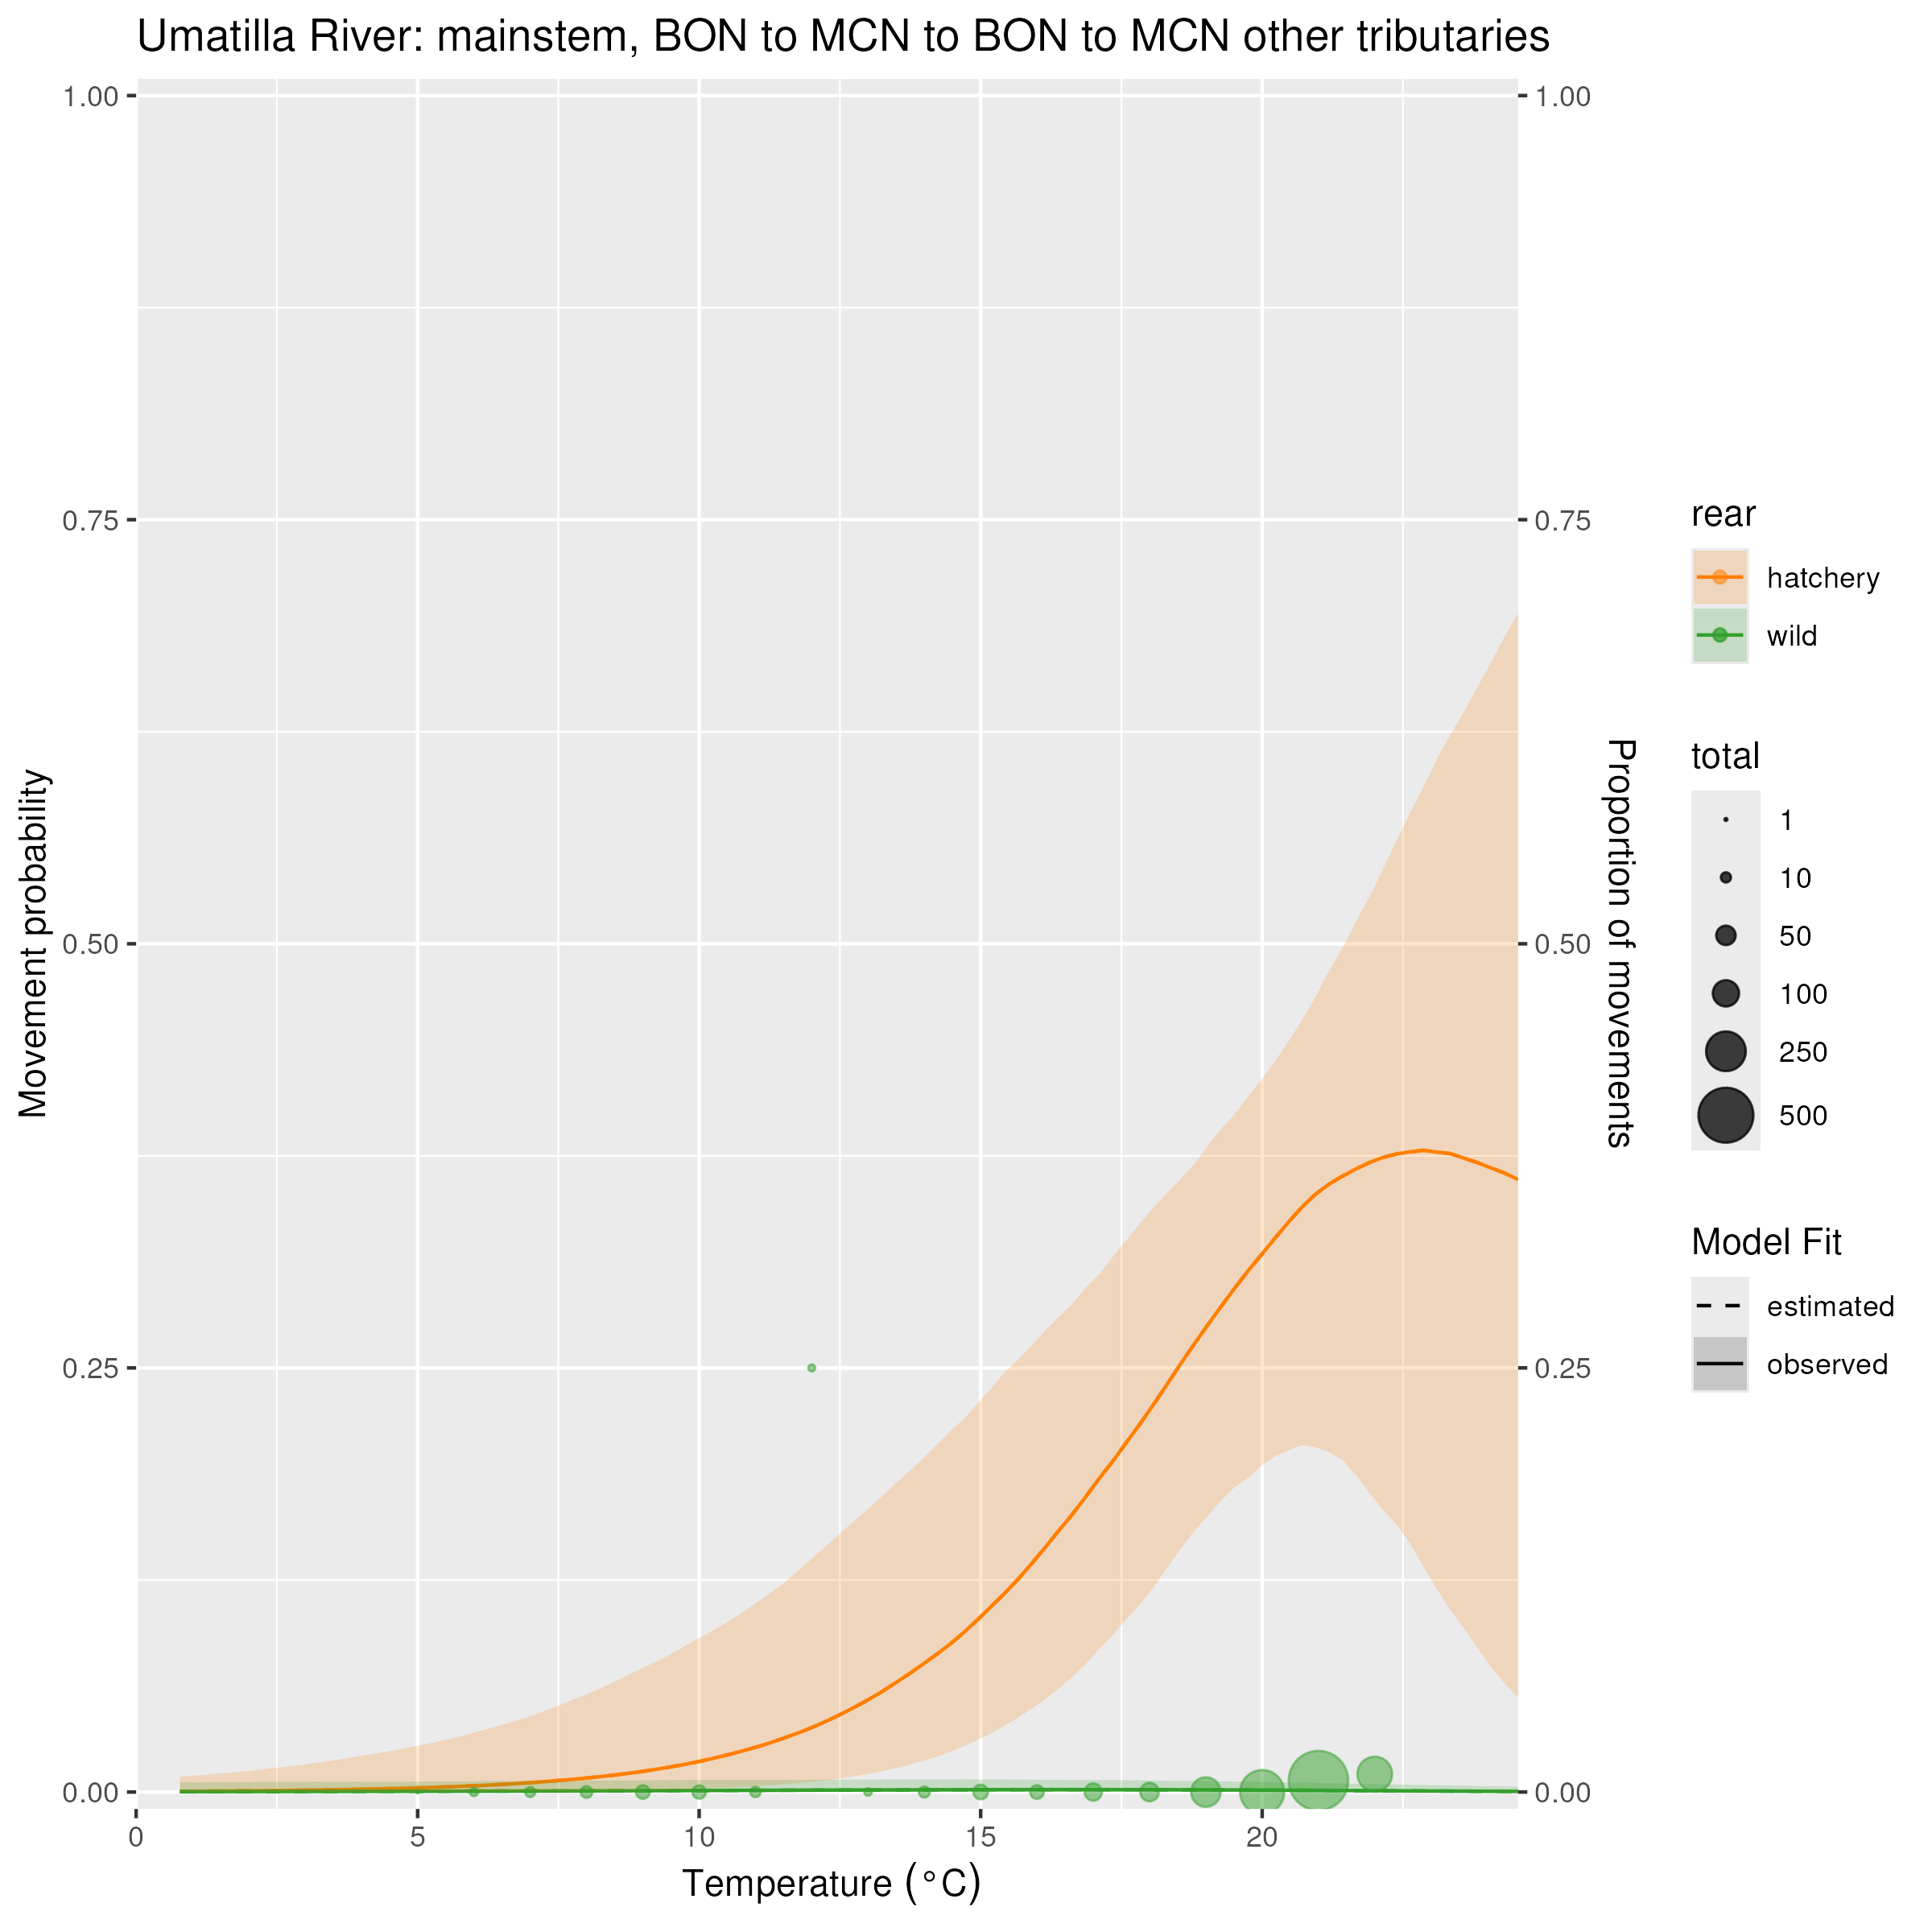 Umatilla River: mainstem, BON to MCN to BON to MCN other tributaries
1.00
0.75
0.50
0.25
0.00
Movement probability
0
5
10
15
20
Temperature (°C)
1.00
0.75
0.50
0.25
0.00
Proportion of movements
rear
hatchery
wild
total
1
10
50
100
250
500
Model Fit
estimated
observed